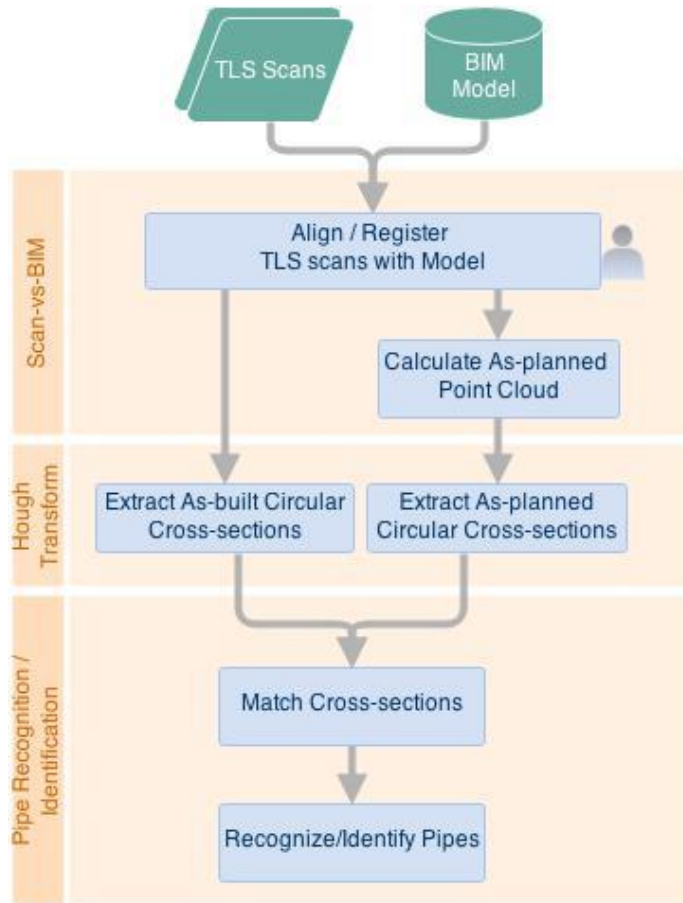 TLS Scans
BIM
Model
Scan-vs-BIM
Align / Register
TLS scans with Model
Calculate As-planned
Point Cloud
Hough
Transform
Extract As-built Circular
Cross-sections
Extract As-planned
Circular Cross-sections
Pipe Recognition /
Identification
Match Cross-sections
Recognize/Identify Pipes